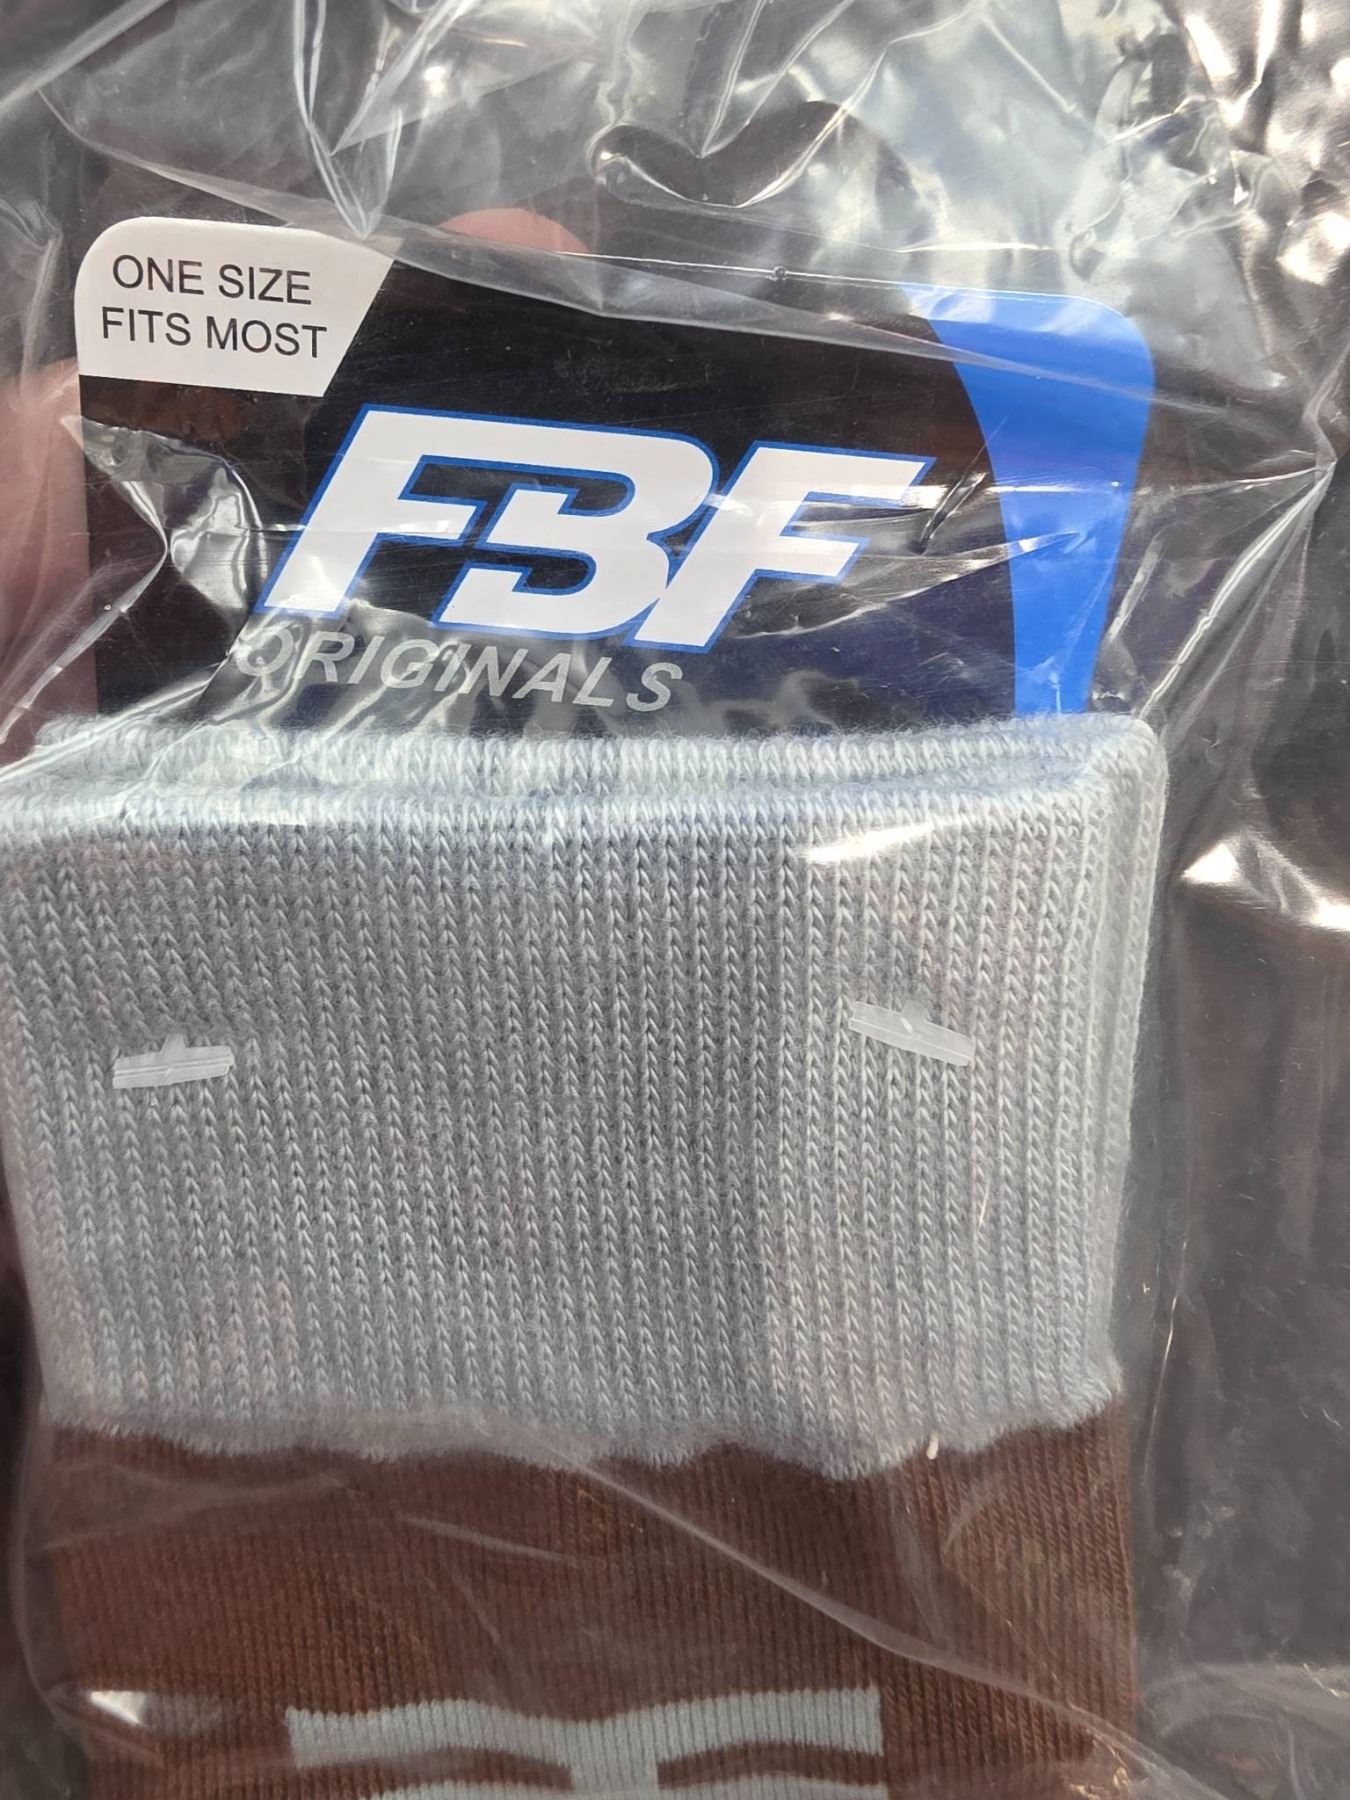 ONE SIZE
FITS MOST
FBF
ORIGINALS